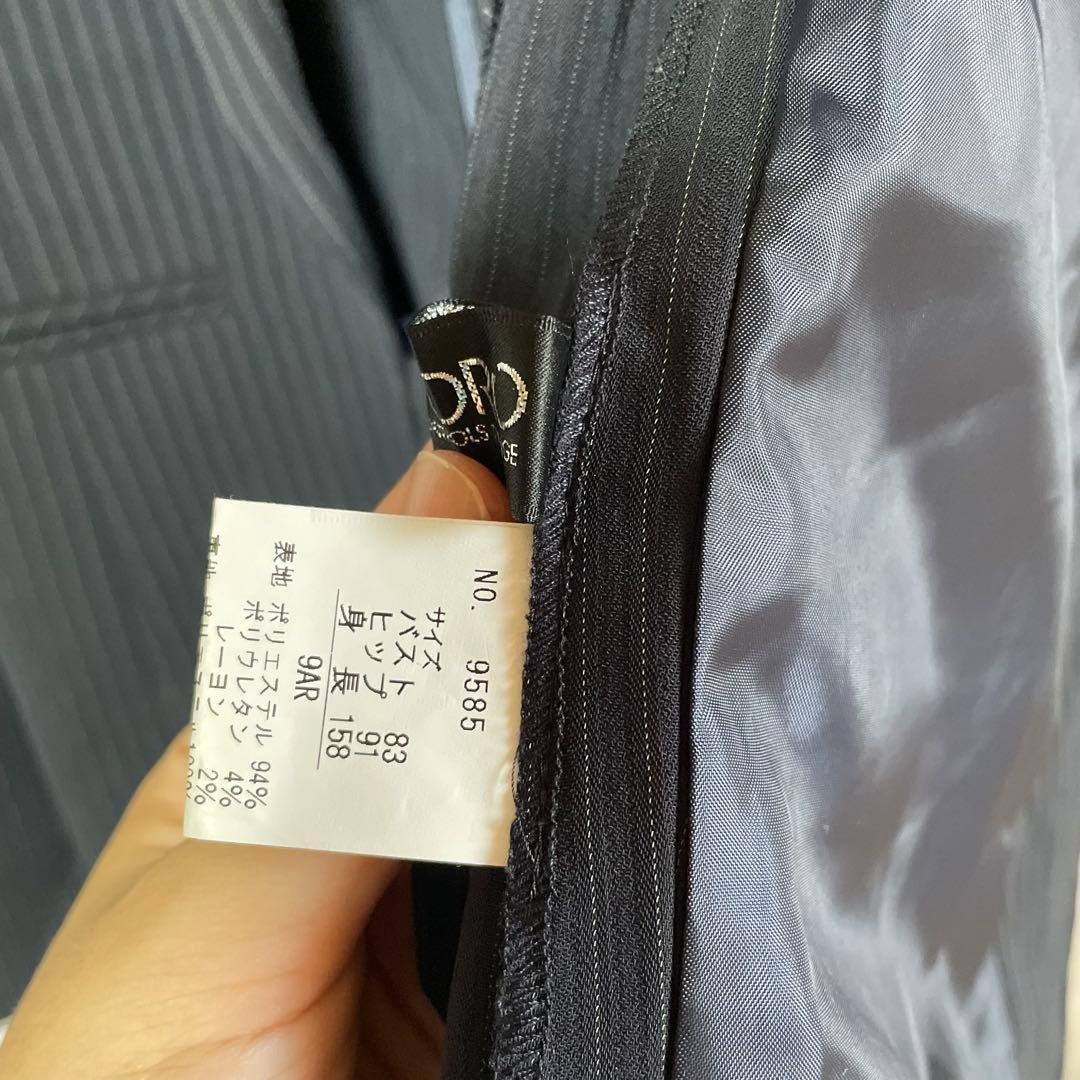 ORO
GE
NO. 9585
サイズ
バスト 83
ヒップ 91
身長 158
9AR
表地 ポリエステル 94%
ポリウレタン 4%
レーヨン 2%